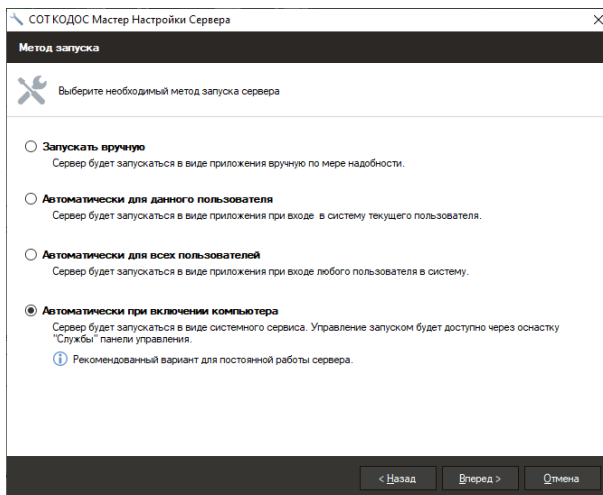 СОТ КОДОС Мастер Настройки Сервера
Метод запуска
Выберите необходимый метод запуска сервера
Запускать вручную
Сервер будет запускаться в виде приложения вручную по мере надобности.
Автоматически для данного пользователя
Сервер будет запускаться в виде приложения при входе в систему текущего пользователя.
Автоматически для всех пользователей
Сервер будет запускаться в виде приложения при входе любого пользователя в систему.
Автоматически при включении компьютера
Сервер будет запускаться в виде системного сервиса. Управление запуском будет доступно через оснастку
"Службы" панели управления.
Рекомендованный вариант для постоянной работы сервера.
< Назад Вперед > Отмена